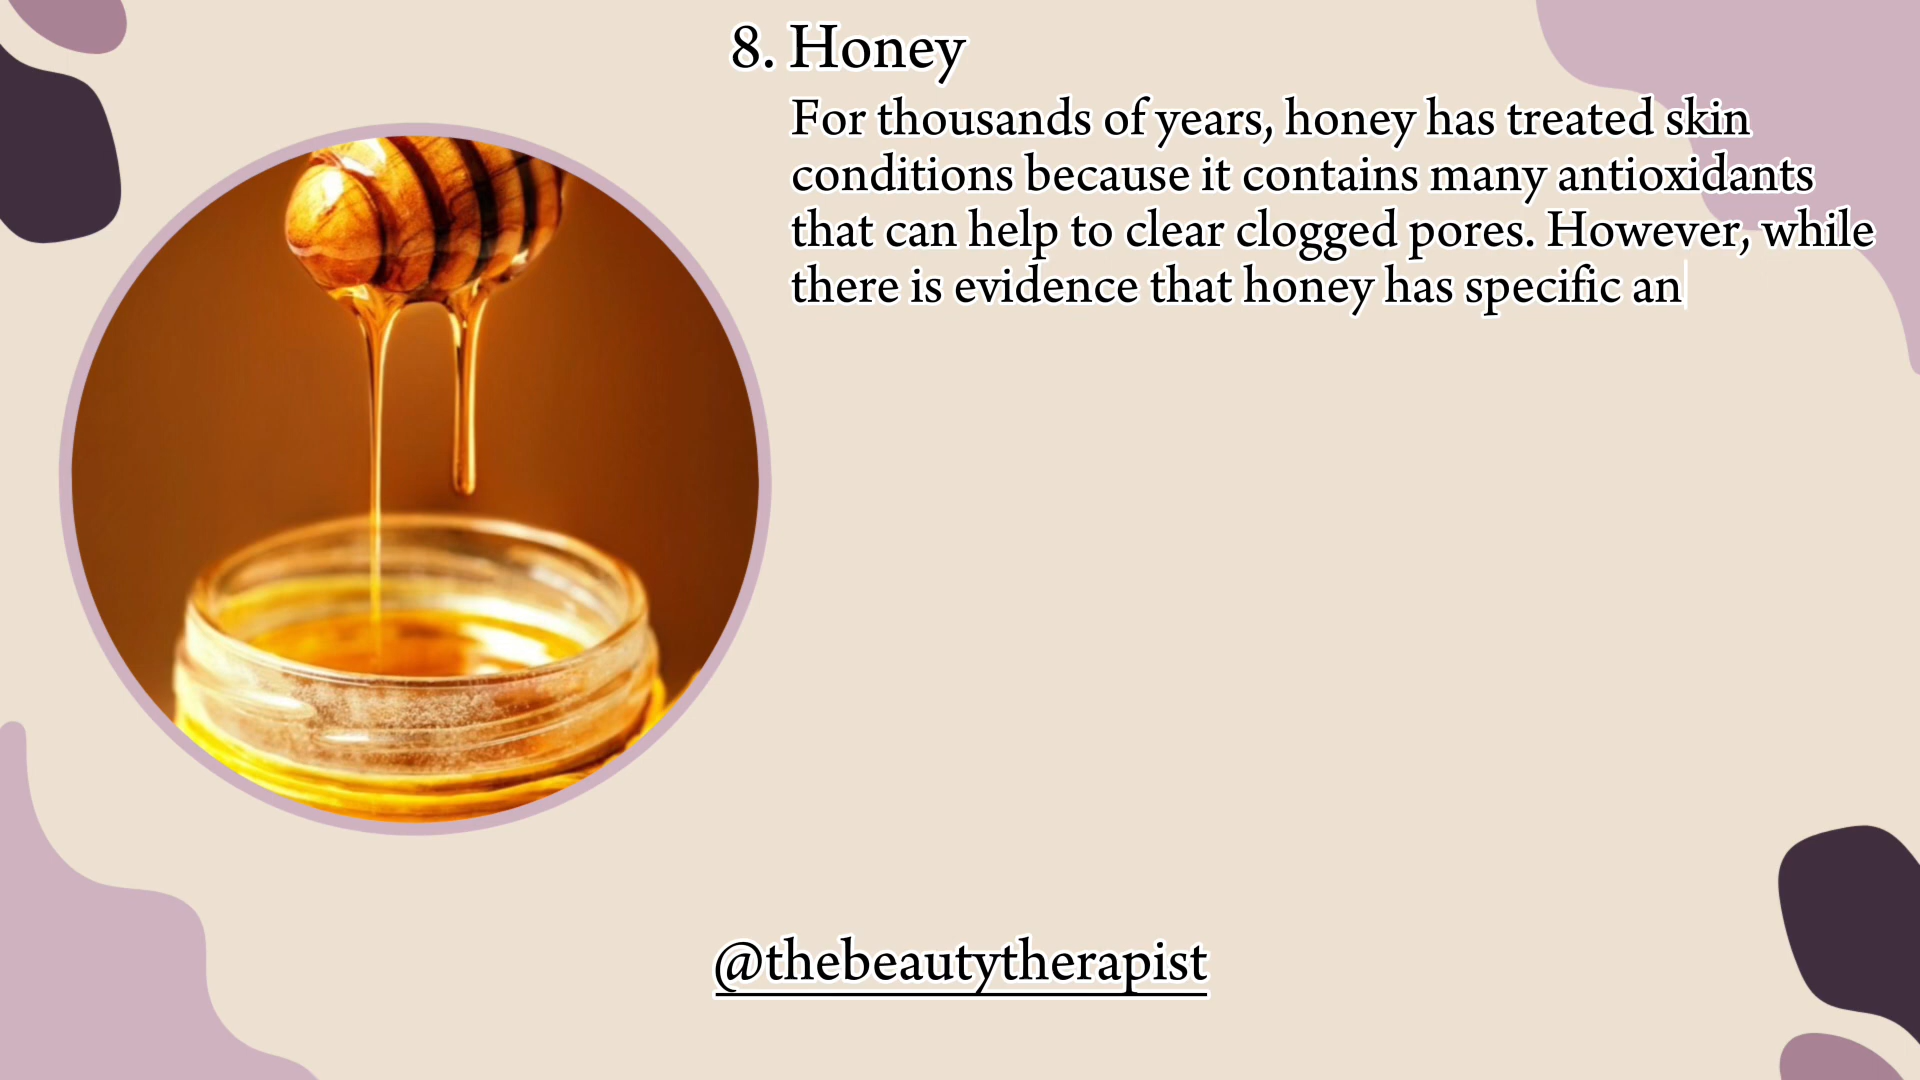 8. Honey
For thousands of years, honey has treated skin
conditions because it contains many antioxidants
that can help to clear clogged pores. However, while
there is evidence that honey has specific an
@thebeautytherapist